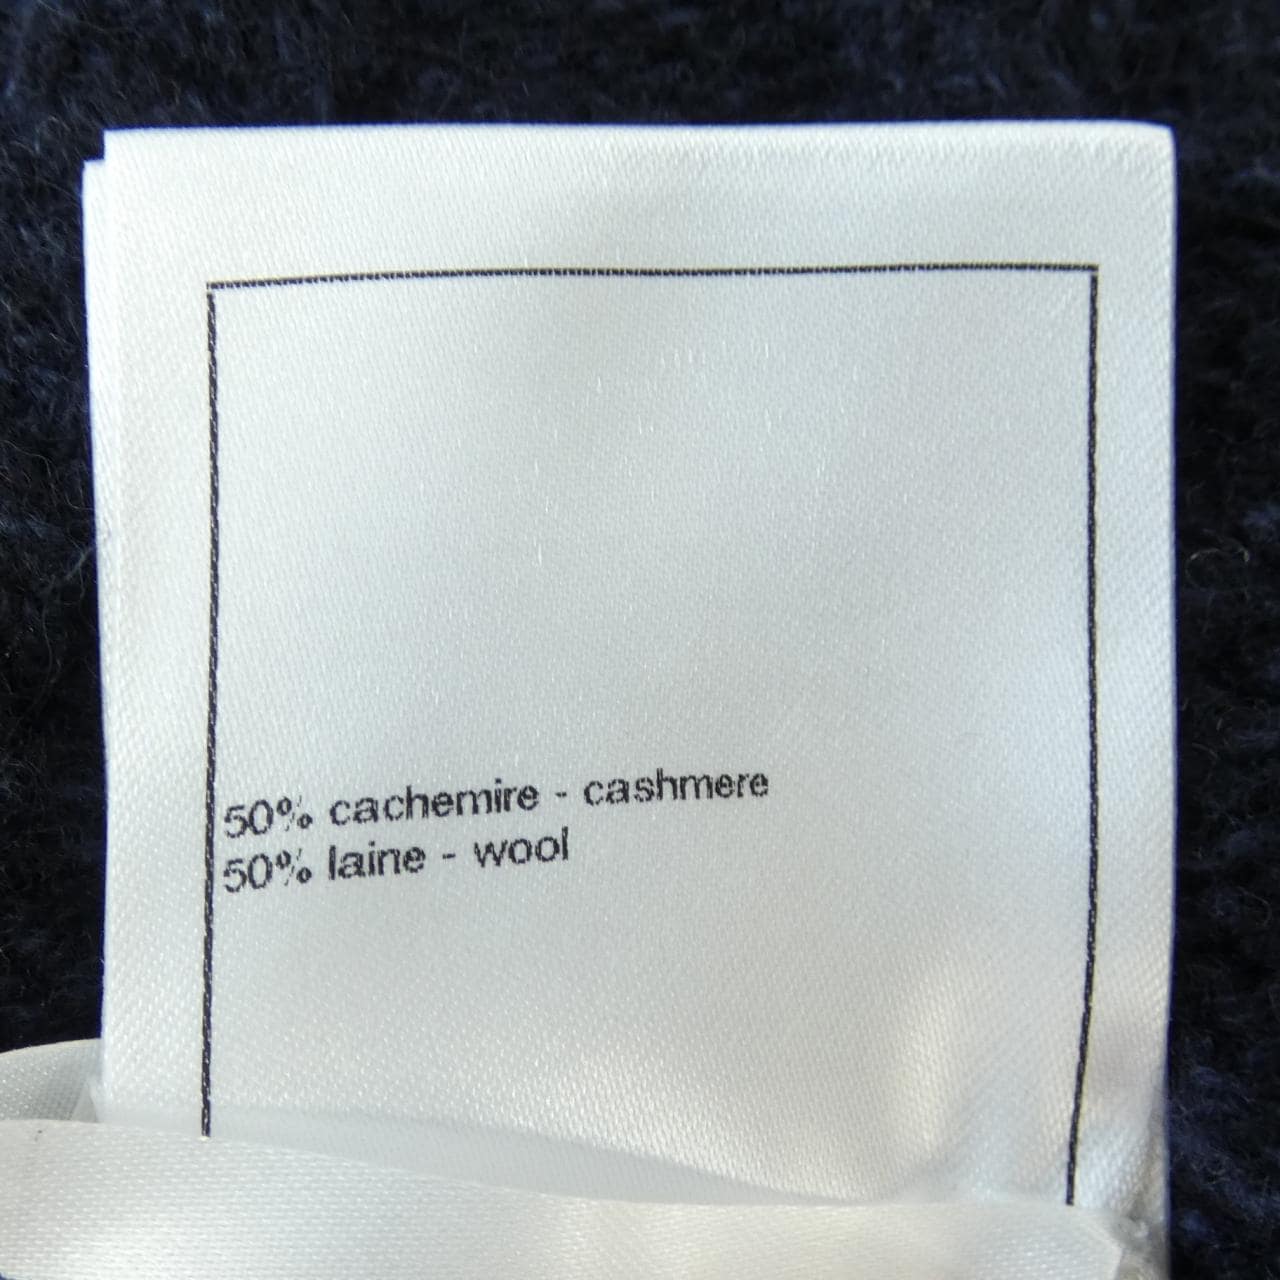 50% cachemire - cashmere
50% laine - wool